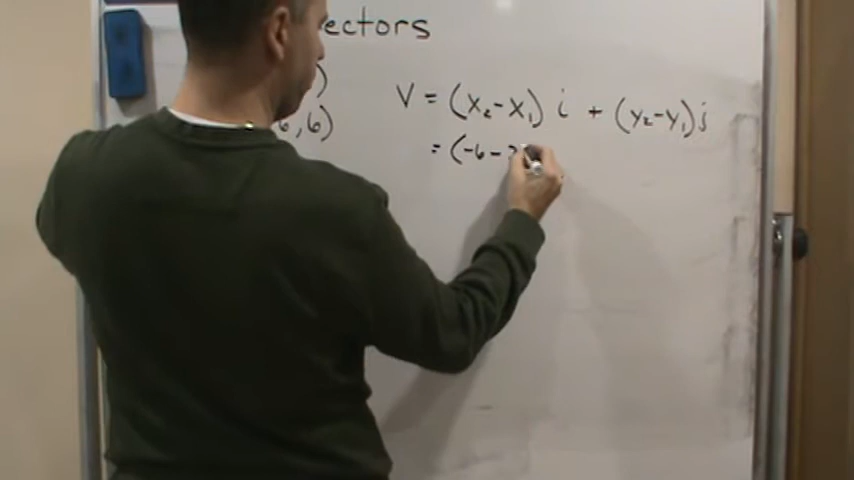 ectors
)
6, 6)
V = (x₂ - x₁) i + (y₂ - y₁) j
= (-6 -